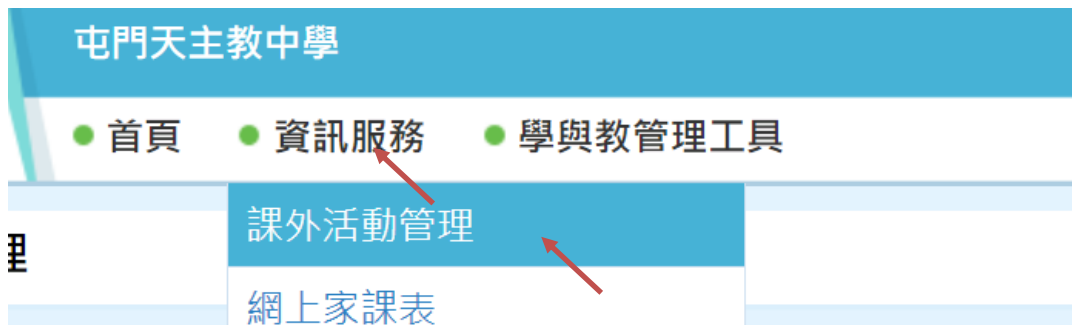 屯門天主教中學
首頁 資訊服務 學與教管理工具
課外活動管理
理
網上家課表